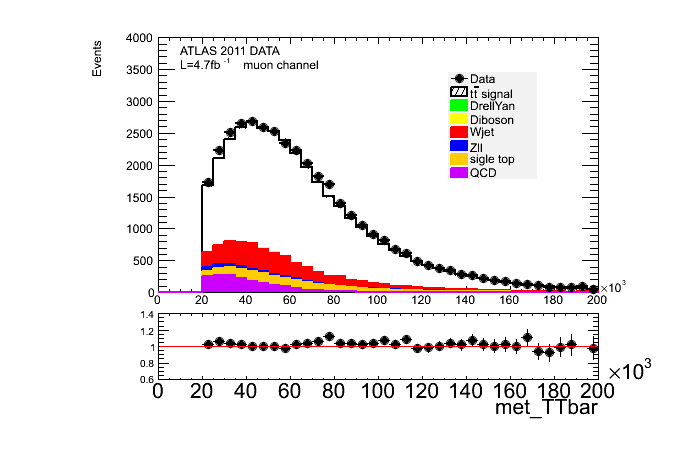 Events
4000
3500
3000
2500
2000
1500
1000
500
0
ATLAS 2011 DATA
L=4.7fb⁻¹ muon channel
Data
tt̄ signal
DrellYan
Diboson
Wjet
Zll
sigle top
QCD
0 20 40 60 80 100 120 140 160 180 200
×10³
1.4
1.2
1
0.8
0.6
0 20 40 60 80 100 120 140 160 180 200
×10³
met_TTbar